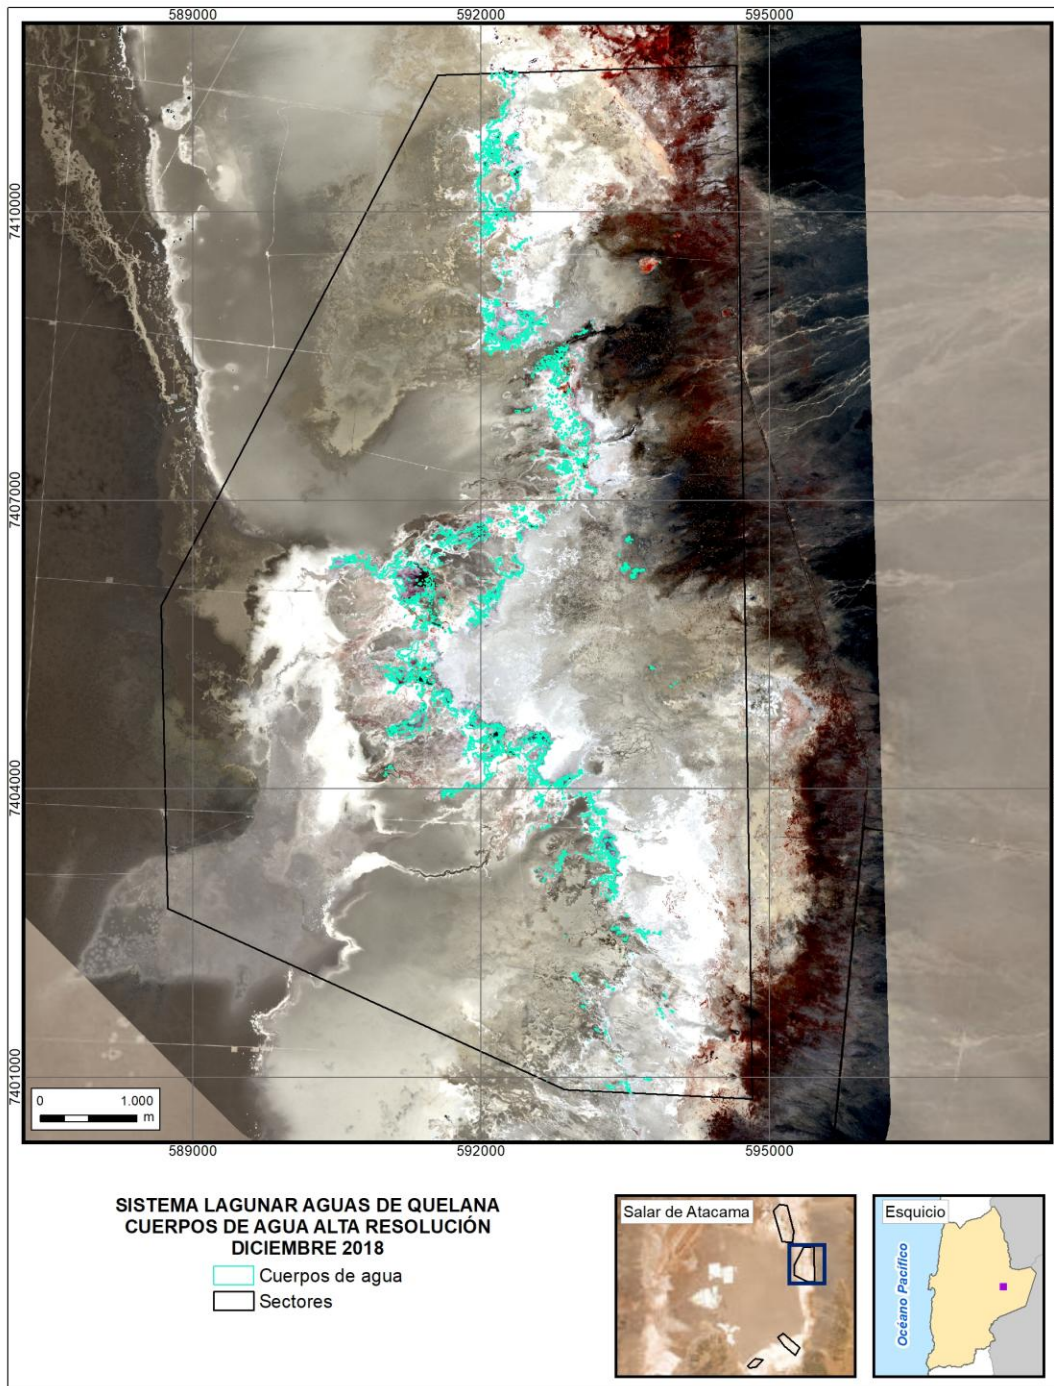 589000 592000 595000
7410000
7407000
7404000
7401000
0 1.000
m
589000 592000 595000
SISTEMA LAGUNAR AGUAS DE QUELANA
CUERPOS DE AGUA ALTA RESOLUCIÓN
DICIEMBRE 2018
Cuerpos de agua
Sectores
Salar de Atacama
Esquicio
Océano Pacífico